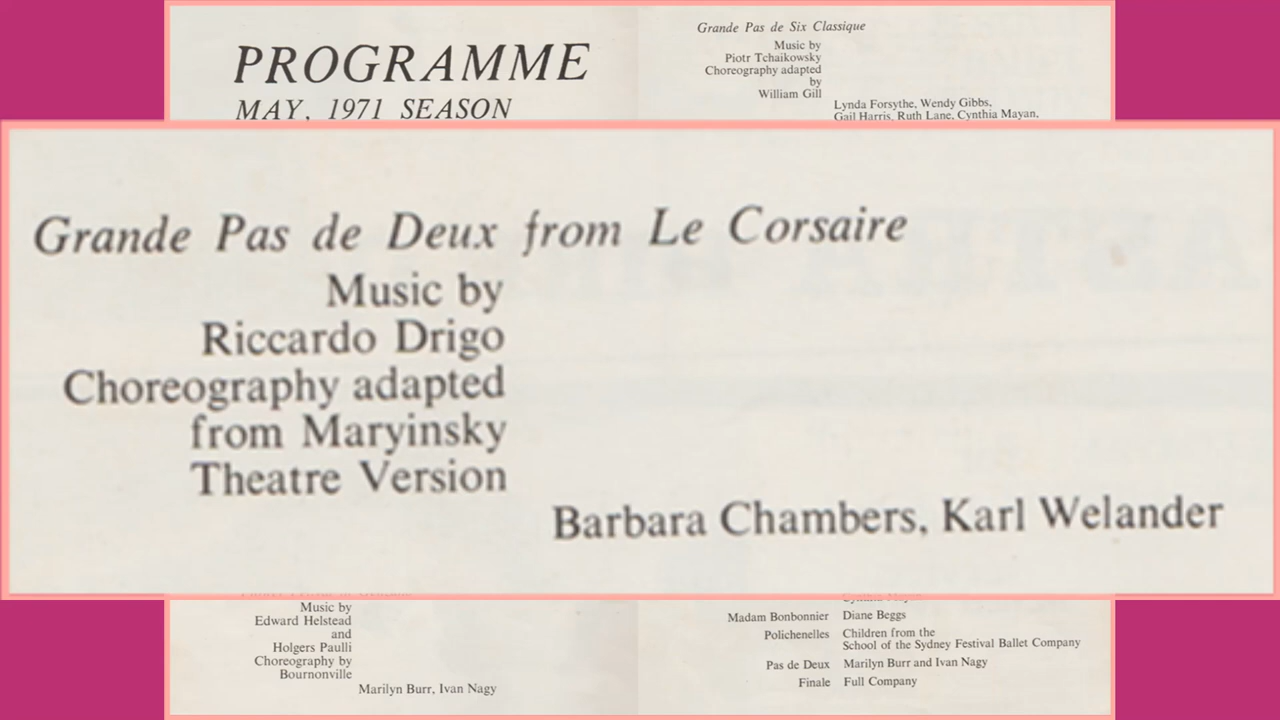 PROGRAMME
MAY, 1971 SEASON
Grande Pas de Six Classique
Music by
Piotr Tchaikowsky
Choreography adapted
by
William Gill
Lynda Forsythe, Wendy Gibbs,
Gail Harris, Ruth Lane, Cynthia Mayan,
Grande Pas de Deux from Le Corsaire
Music by
Riccardo Drigo
Choreography adapted
from Maryinsky
Theatre Version
Barbara Chambers, Karl Welander
Music by
Edward Helstead
and
Holgers Paulli
Choreography by
Bournonville
Marilyn Burr, Ivan Nagy
Madam Bonbonnier Diane Beggs
Polichenelles Children from the
School of the Sydney Festival Ballet Company
Pas de Deux Marilyn Burr and Ivan Nagy
Finale Full Company